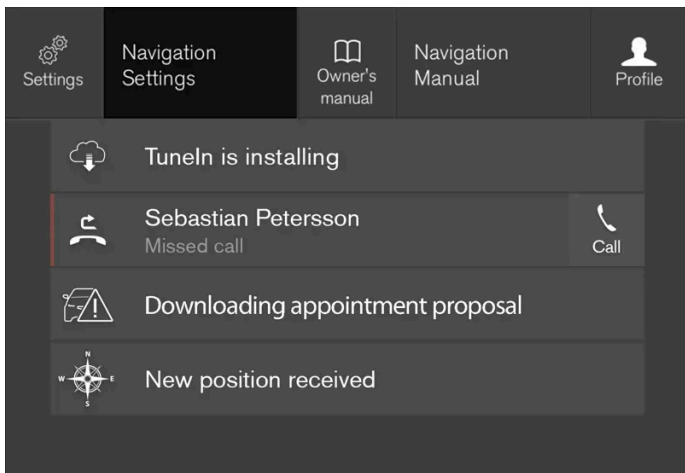 Settings
Navigation
Settings
Owner's
manual
Navigation
Manual
Profile
TuneIn is installing
Sebastian Petersson
Missed call
Call
Downloading appointment proposal
N
W
E
S
New position received